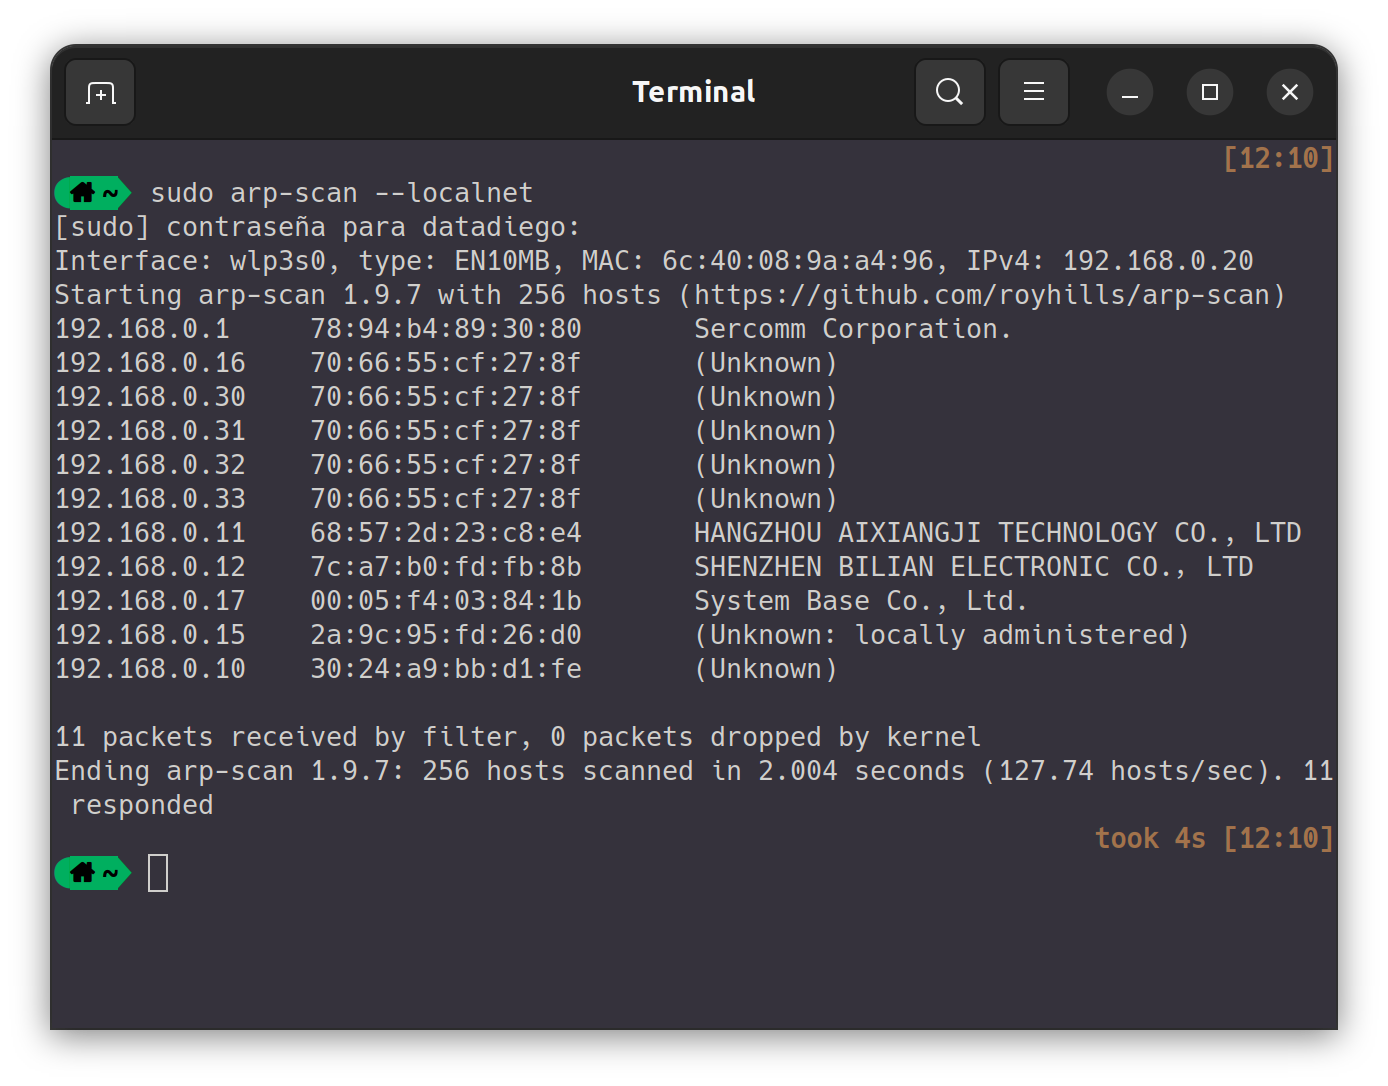 Terminal
[12:10]
~ sudo arp-scan --localnet
[sudo] contraseña para datadiego:
Interface: wlp3s0, type: EN10MB, MAC: 6c:40:08:9a:a4:96, IPv4: 192.168.0.20
Starting arp-scan 1.9.7 with 256 hosts (https://github.com/royhills/arp-scan)
192.168.0.1 78:94:b4:89:30:80 Sercomm Corporation.
192.168.0.16 70:66:55:cf:27:8f (Unknown)
192.168.0.30 70:66:55:cf:27:8f (Unknown)
192.168.0.31 70:66:55:cf:27:8f (Unknown)
192.168.0.32 70:66:55:cf:27:8f (Unknown)
192.168.0.33 70:66:55:cf:27:8f (Unknown)
192.168.0.11 68:57:2d:23:c8:e4 HANGZHOU AIXIANGJI TECHNOLOGY CO., LTD
192.168.0.12 7c:a7:b0:fd:fb:8b SHENZHEN BILIAN ELECTRONIC CO., LTD
192.168.0.17 00:05:f4:03:84:1b System Base Co., Ltd.
192.168.0.15 2a:9c:95:fd:26:d0 (Unknown: locally administered)
192.168.0.10 30:24:a9:bb:d1:fe (Unknown)
11 packets received by filter, 0 packets dropped by kernel
Ending arp-scan 1.9.7: 256 hosts scanned in 2.004 seconds (127.74 hosts/sec). 11
responded
took 4s [12:10]
~